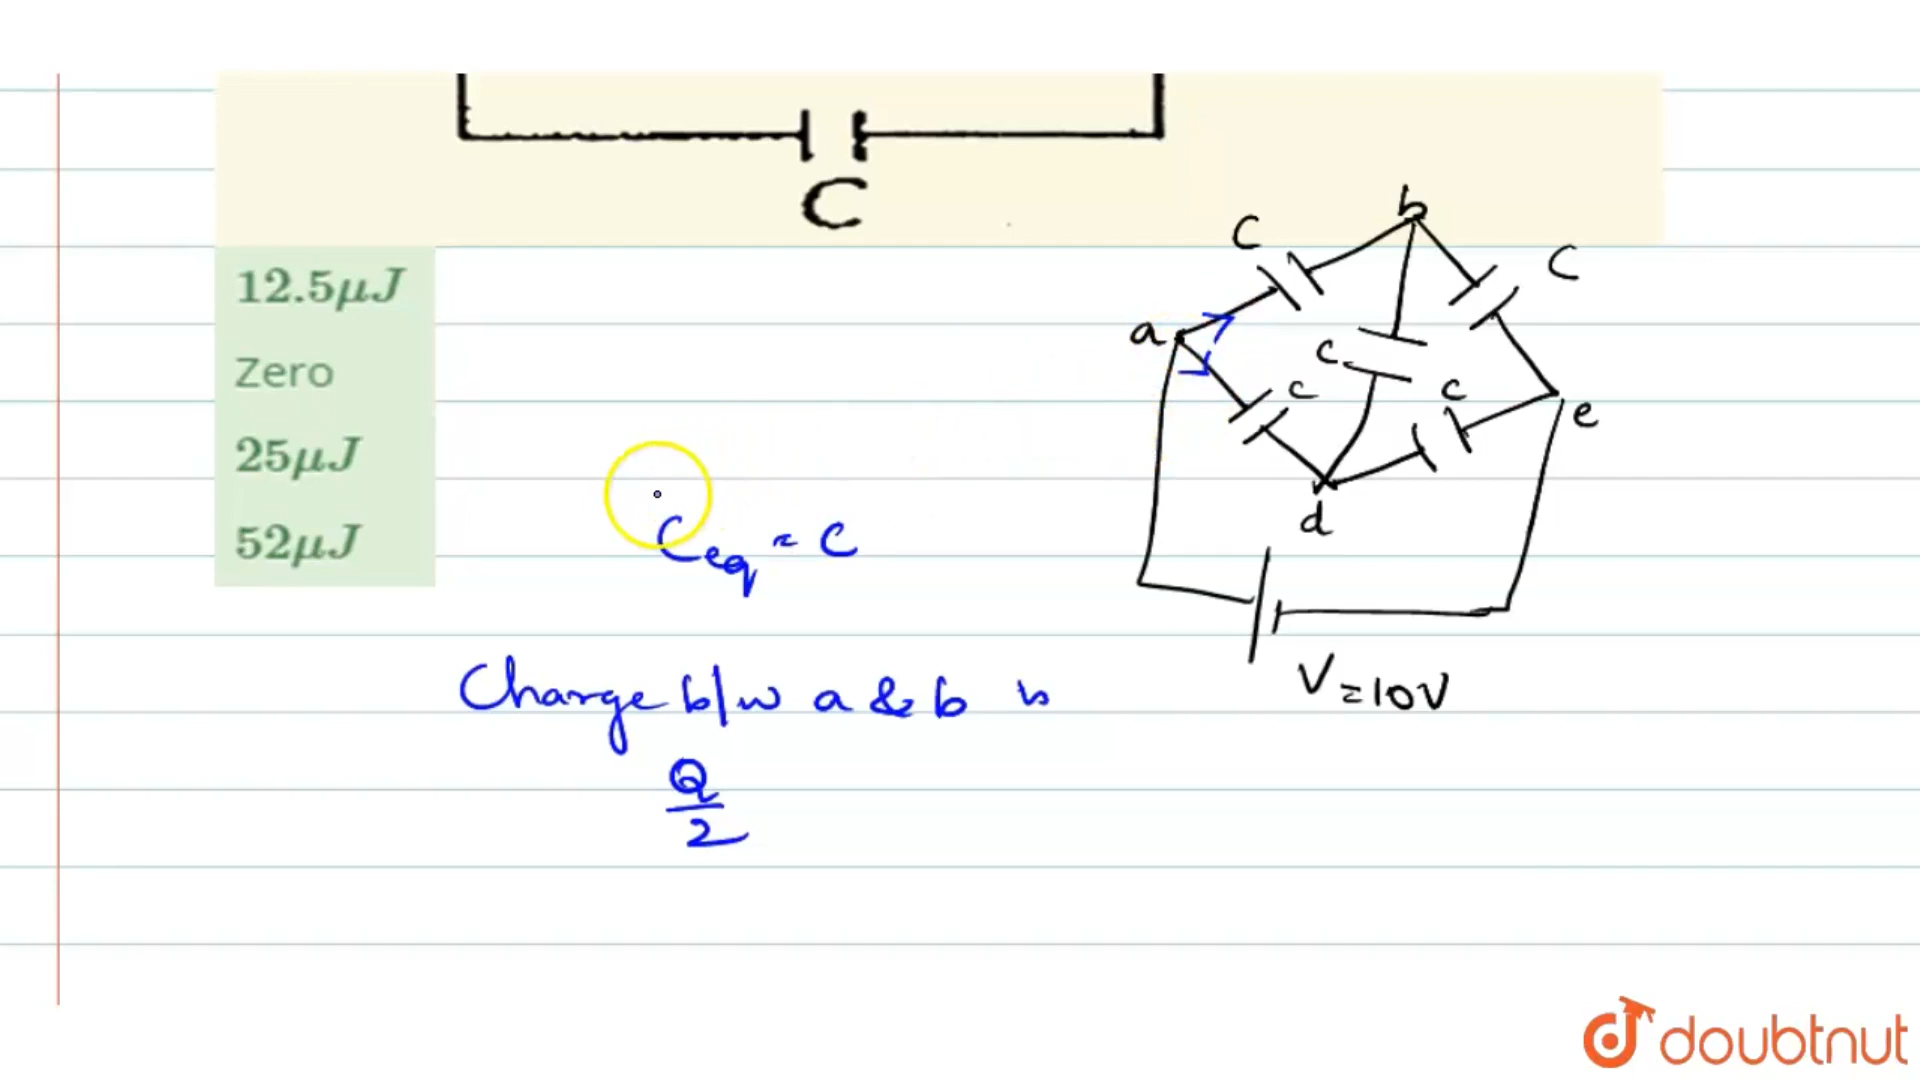 C
12.5μJ
Zero
25μJ
52μJ
b
C
C
a
C
C
C
e
d
Ceq = C
V=10V
Charge b/w a & b is
Q
2
doubtnut